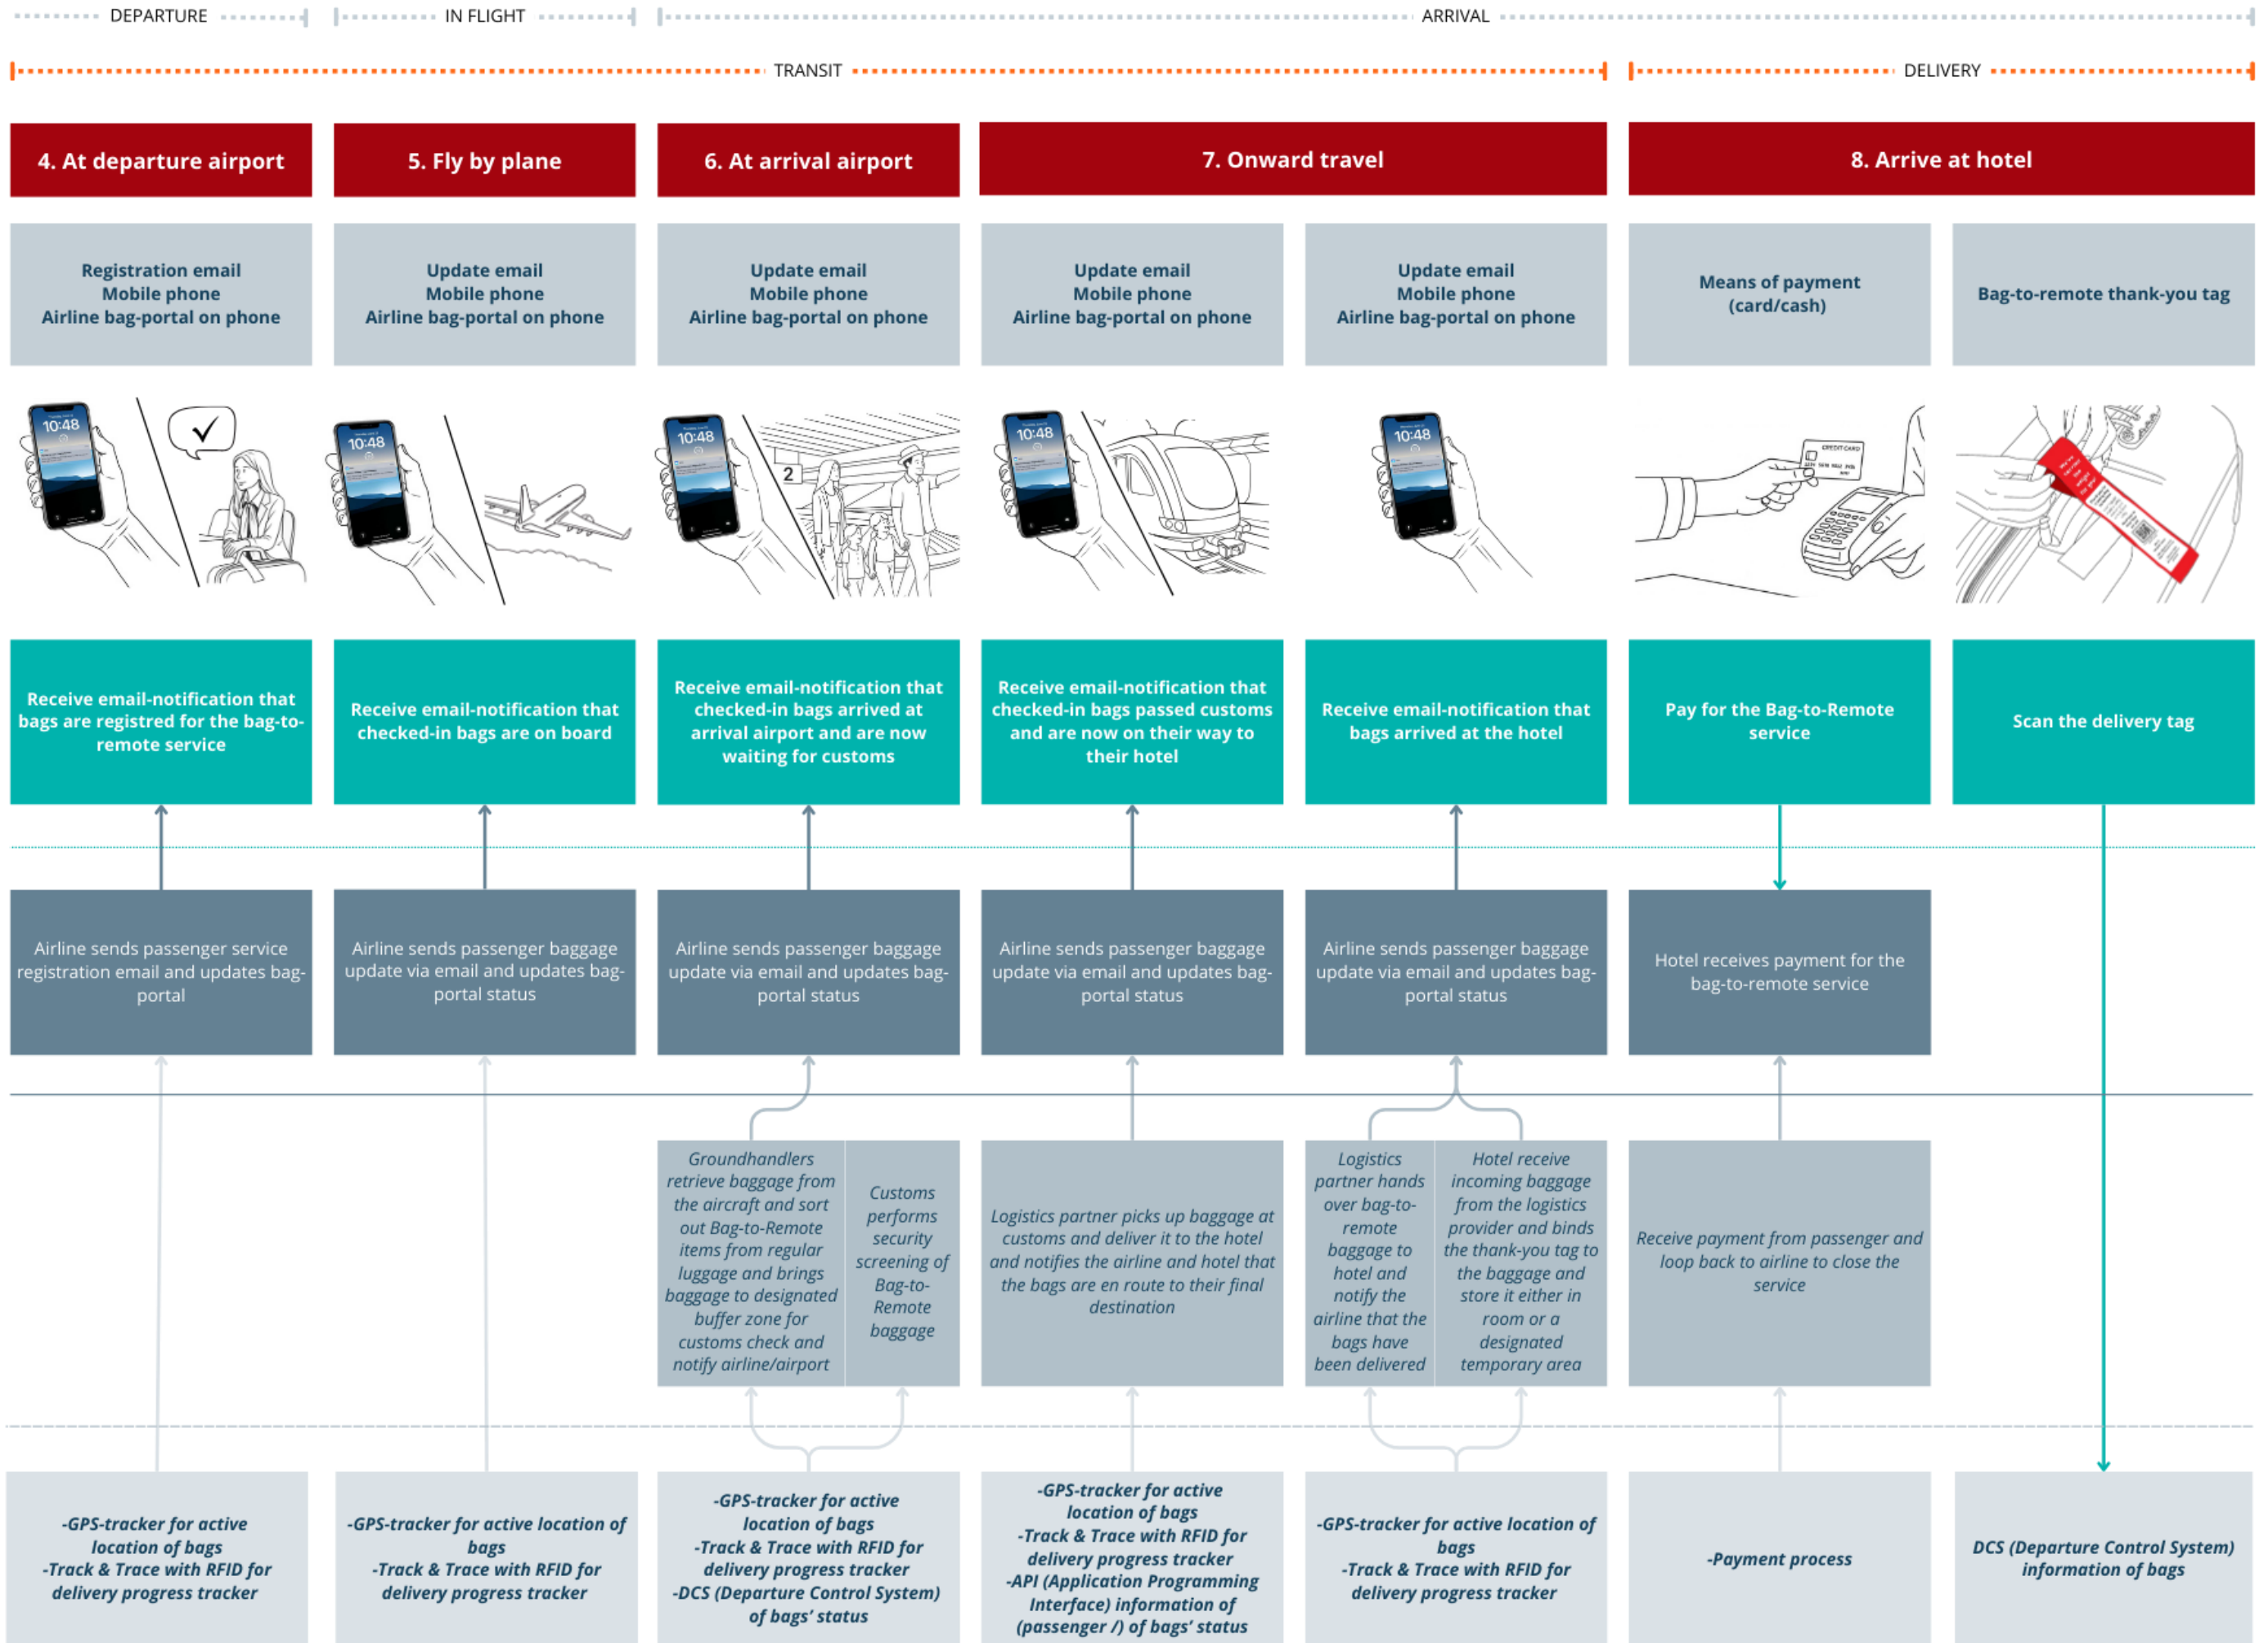 DEPARTURE
IN FLIGHT
ARRIVAL
TRANSIT
DELIVERY
4. At departure airport
5. Fly by plane
6. At arrival airport
7. Onward travel
8. Arrive at hotel
Registration email
Mobile phone
Airline bag-portal on phone
Update email
Mobile phone
Airline bag-portal on phone
Update email
Mobile phone
Airline bag-portal on phone
Update email
Mobile phone
Airline bag-portal on phone
Update email
Mobile phone
Airline bag-portal on phone
Means of payment
(card/cash)
Bag-to-remote thank-you tag
10:48
10:48
10:48
2
10:48
10:48
CREDIT CARD
Receive email-notification that
bags are registred for the bag-to-
remote service
Receive email-notification that
checked-in bags are on board
Receive email-notification that
checked-in bags arrived at
arrival airport and are now
waiting for customs
Receive email-notification that
checked-in bags passed customs
and are now on their way to
their hotel
Receive email-notification that
bags arrived at the hotel
Pay for the Bag-to-Remote
service
Scan the delivery tag
Airline sends passenger service
registration email and updates bag-
portal
Airline sends passenger baggage
update via email and updates bag-
portal status
Airline sends passenger baggage
update via email and updates bag-
portal status
Airline sends passenger baggage
update via email and updates bag-
portal status
Airline sends passenger baggage
update via email and updates bag-
portal status
Hotel receives payment for the
bag-to-remote service
Groundhandlers
retrieve baggage from
the aircraft and sort
out Bag-to-Remote
items from regular
luggage and brings
baggage to designated
buffer zone for
customs check and
notify airline/airport
Customs
performs
security
screening of
Bag-to-
Remote
baggage
Logistics partner picks up baggage at
customs and deliver it to the hotel
and notifies the airline and hotel that
the bags are en route to their final
destination
Logistics
partner hands
over bag-to-
remote
baggage to
hotel and
notify the
airline that the
bags have
been delivered
Hotel receive
incoming baggage
from the logistics
provider and binds
the thank-you tag to
the baggage and
store it either in
room or a
designated
temporary area
Receive payment from passenger and
loop back to airline to close the
service
-GPS-tracker for active
location of bags
-Track & Trace with RFID for
delivery progress tracker
-GPS-tracker for active location of
bags
-Track & Trace with RFID for
delivery progress tracker
-GPS-tracker for active
location of bags
-Track & Trace with RFID for
delivery progress tracker
-DCS (Departure Control System)
of bags' status
-GPS-tracker for active
location of bags
-Track & Trace with RFID for
delivery progress tracker
-API (Application Programming
Interface) information of
(passenger /) of bags' status
-GPS-tracker for active location of
bags
-Track & Trace with RFID for
delivery progress tracker
-Payment process
DCS (Departure Control System)
information of bags